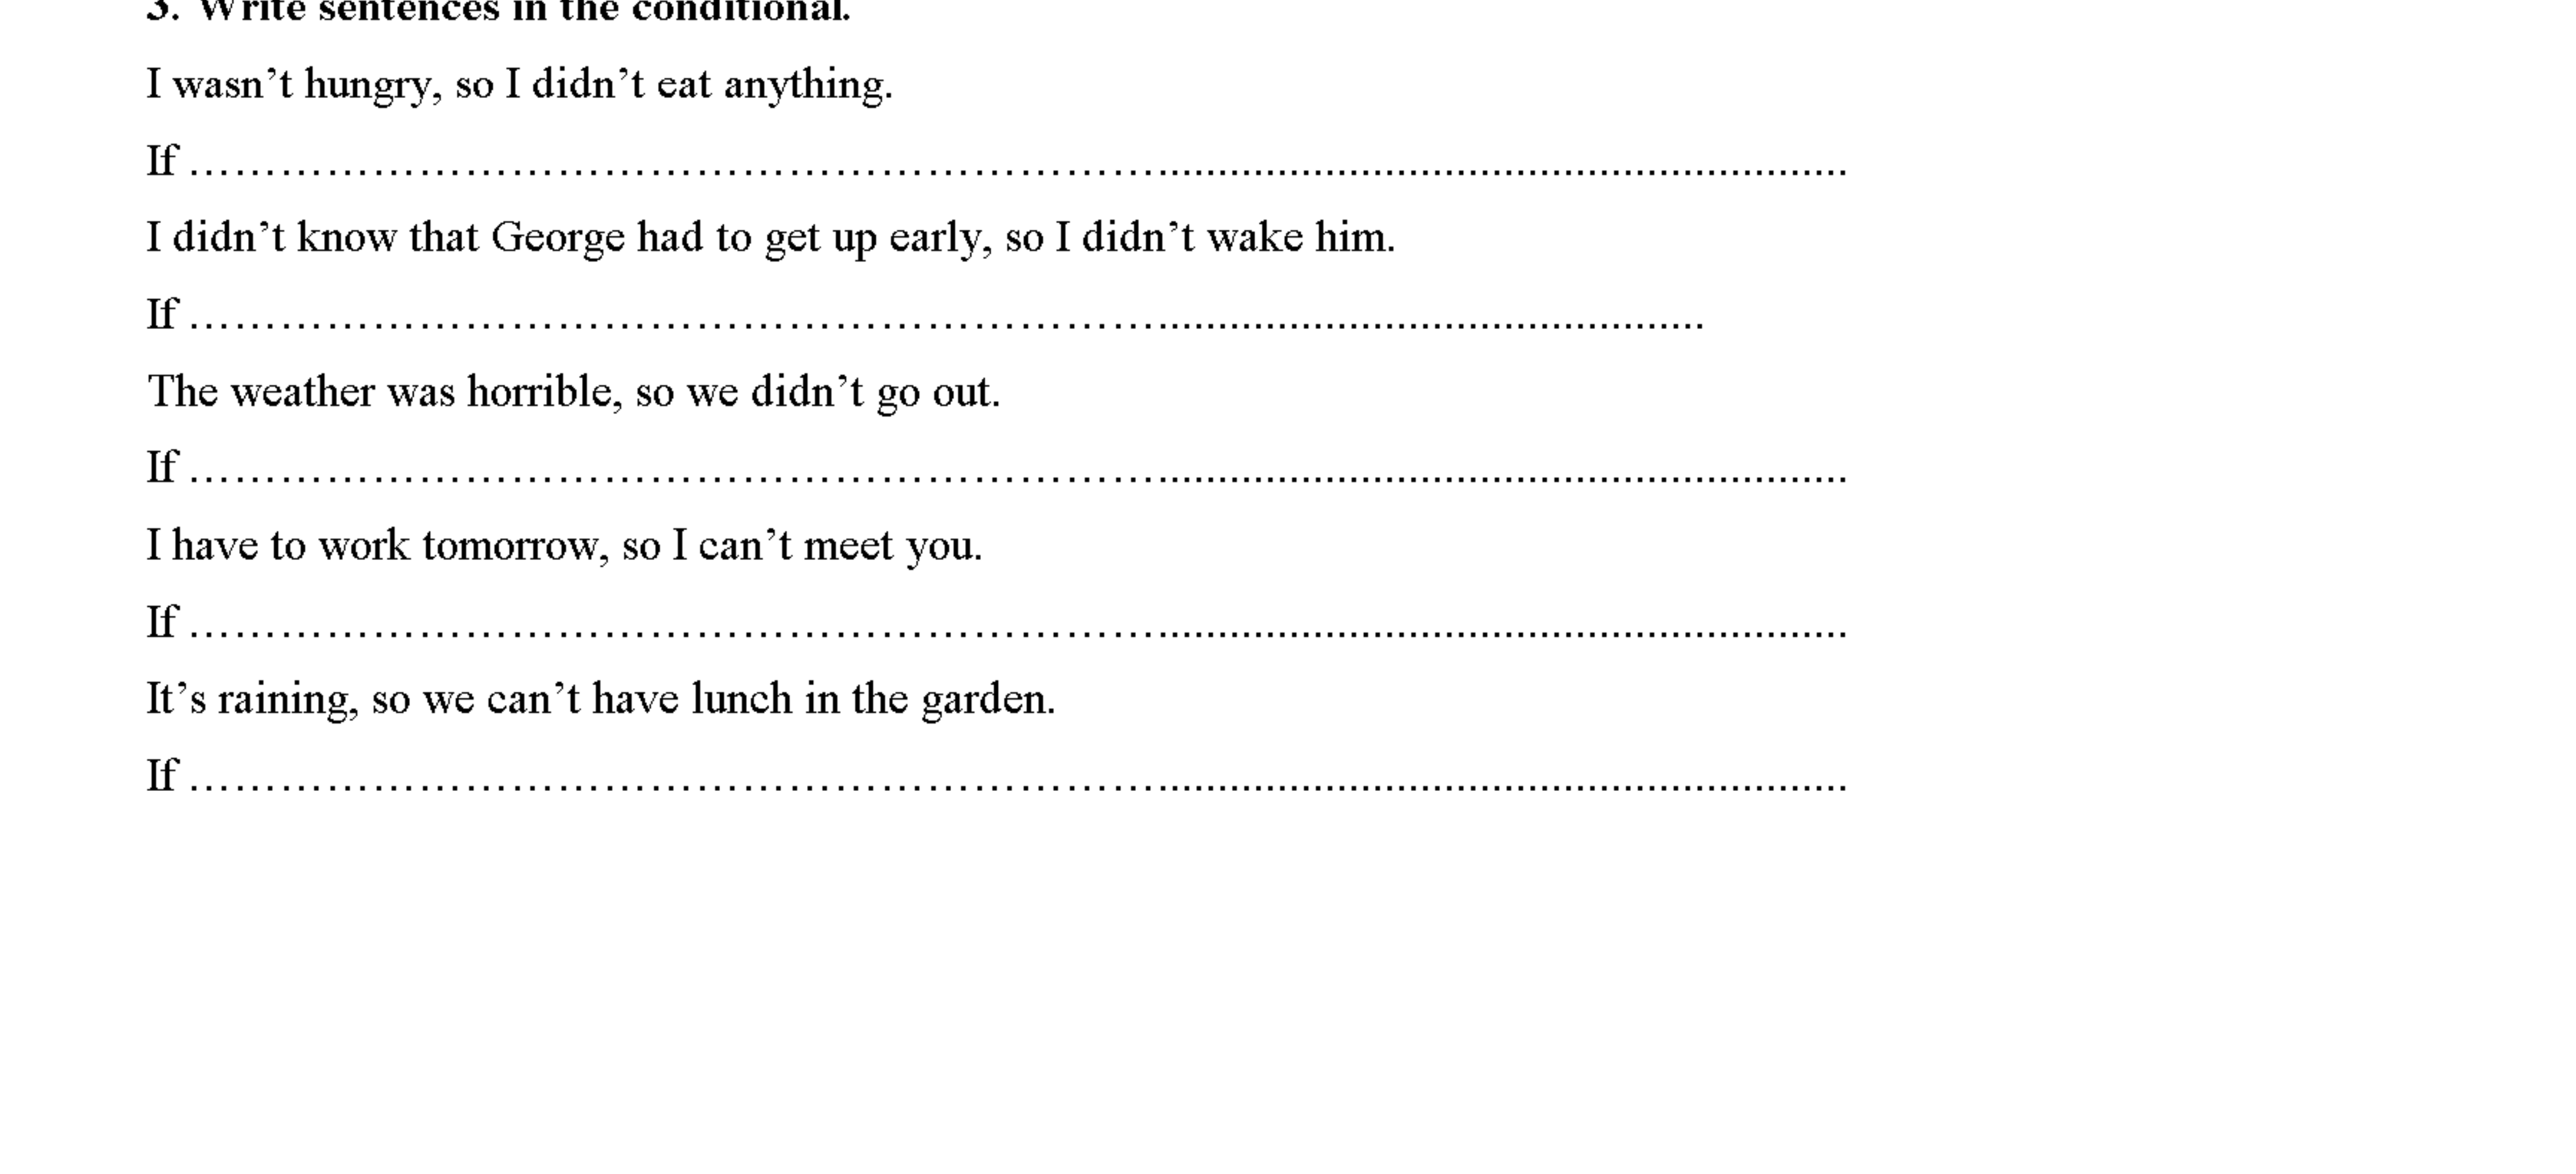 3. Write sentences in the conditional.
I wasn’t hungry, so I didn’t eat anything.
If ……………………………………………………….............................................................
I didn’t know that George had to get up early, so I didn’t wake him.
If ………………………………………………………................................................
The weather was horrible, so we didn’t go out.
If ……………………………………………………….............................................................
I have to work tomorrow, so I can’t meet you.
If ……………………………………………………….............................................................
It’s raining, so we can’t have lunch in the garden.
If ……………………………………………………….............................................................